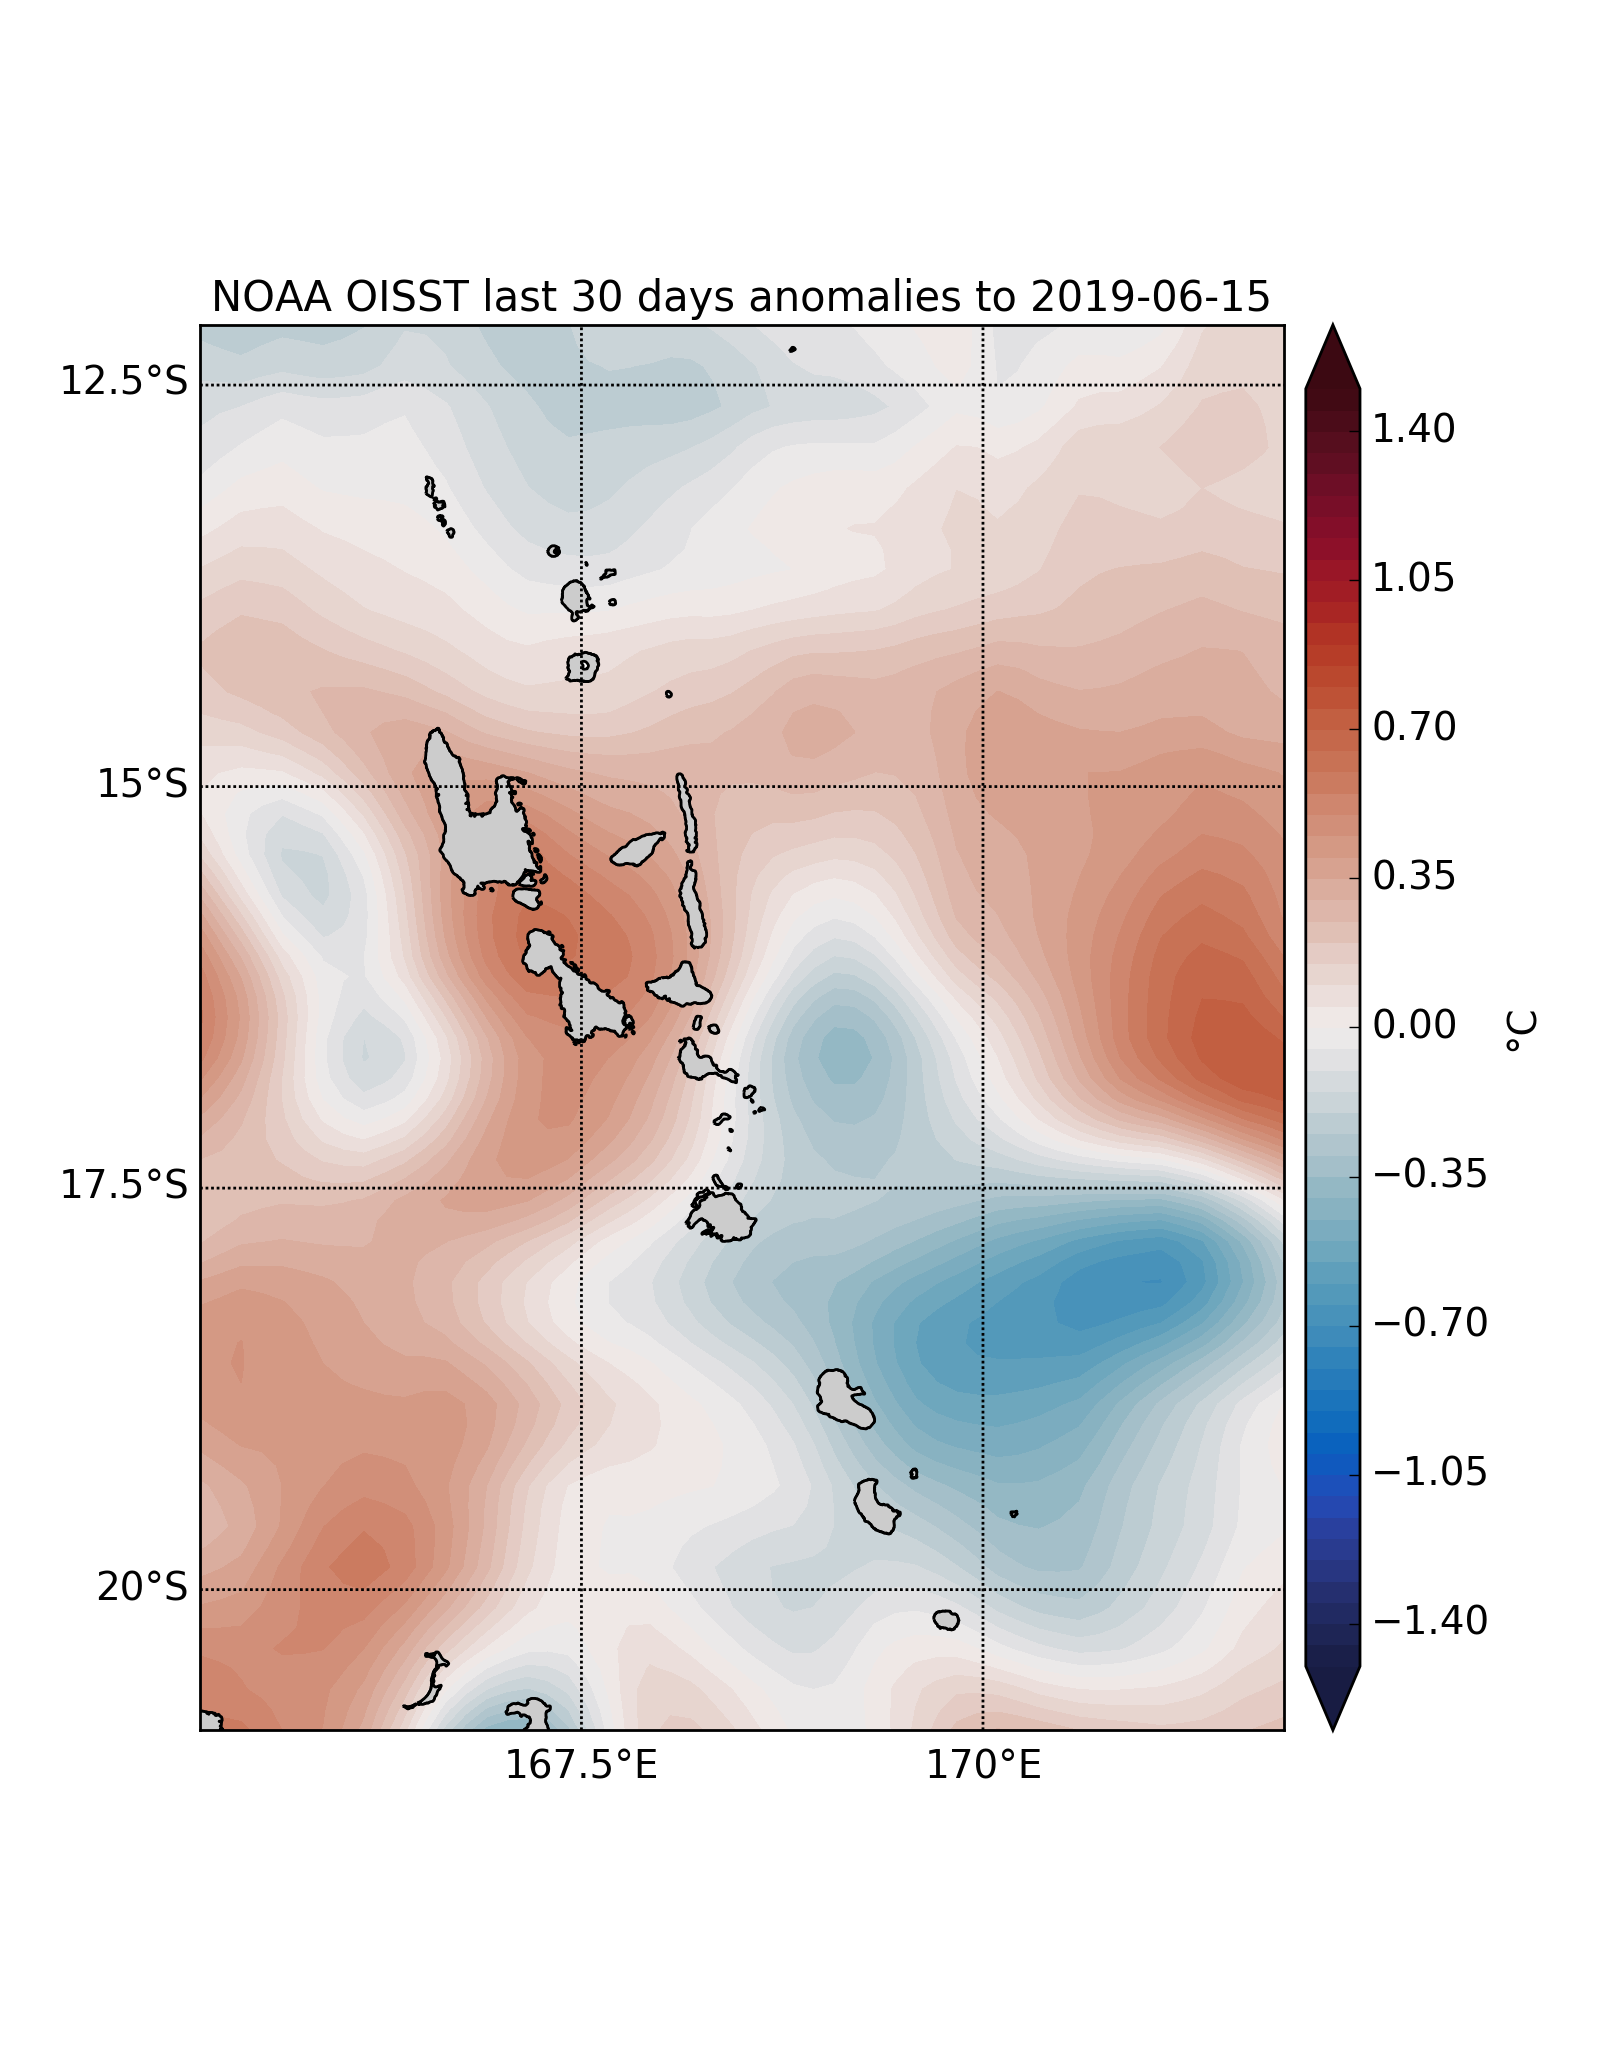 NOAA OISST last 30 days anomalies to 2019-06-15
12.5°S
15°S
17.5°S
20°S
167.5°E
170°E
1.40
1.05
0.70
0.35
0.00
−0.35
−0.70
−1.05
−1.40
°C